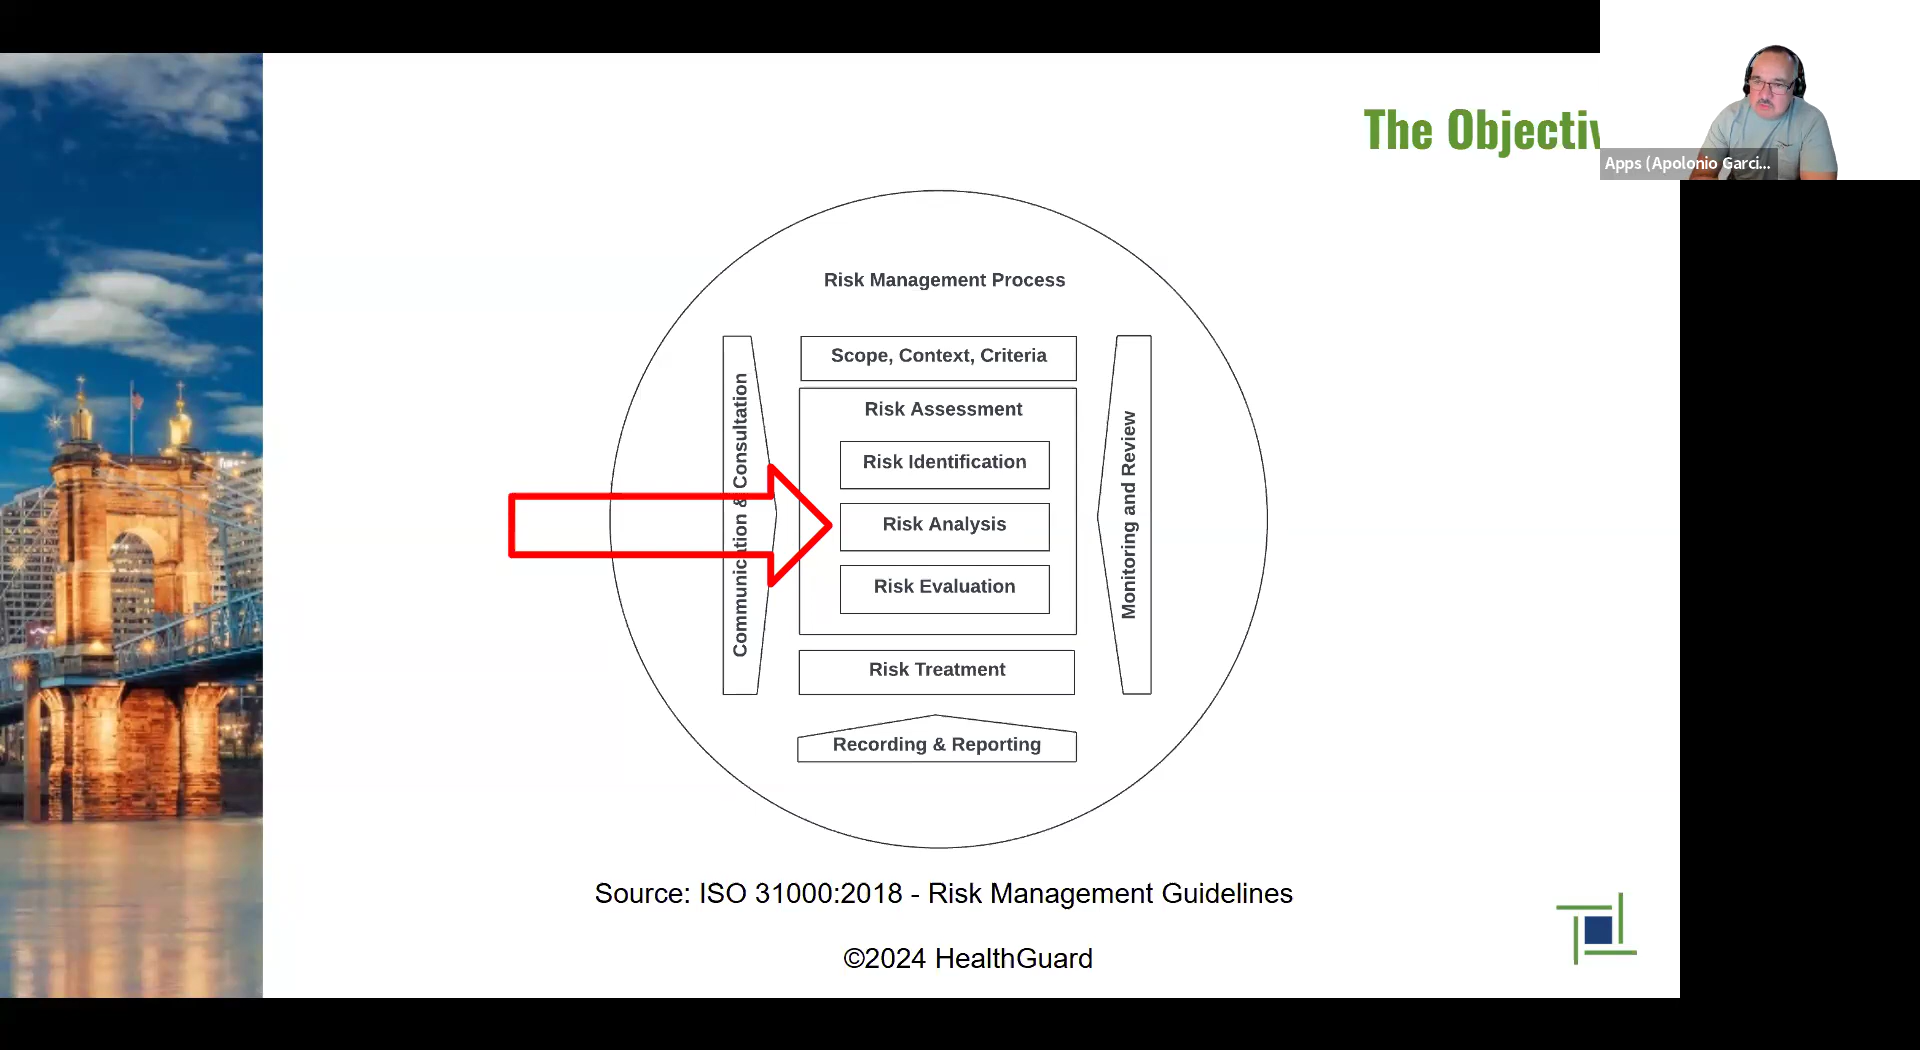 The Objectiv
Apps (Apolonio Garci...
Risk Management Process
Scope, Context, Criteria
Risk Assessment
Risk Identification
Risk Analysis
Risk Evaluation
Risk Treatment
Recording & Reporting
Communication & Consultation
Monitoring and Review
Source: ISO 31000:2018 - Risk Management Guidelines
©2024 HealthGuard